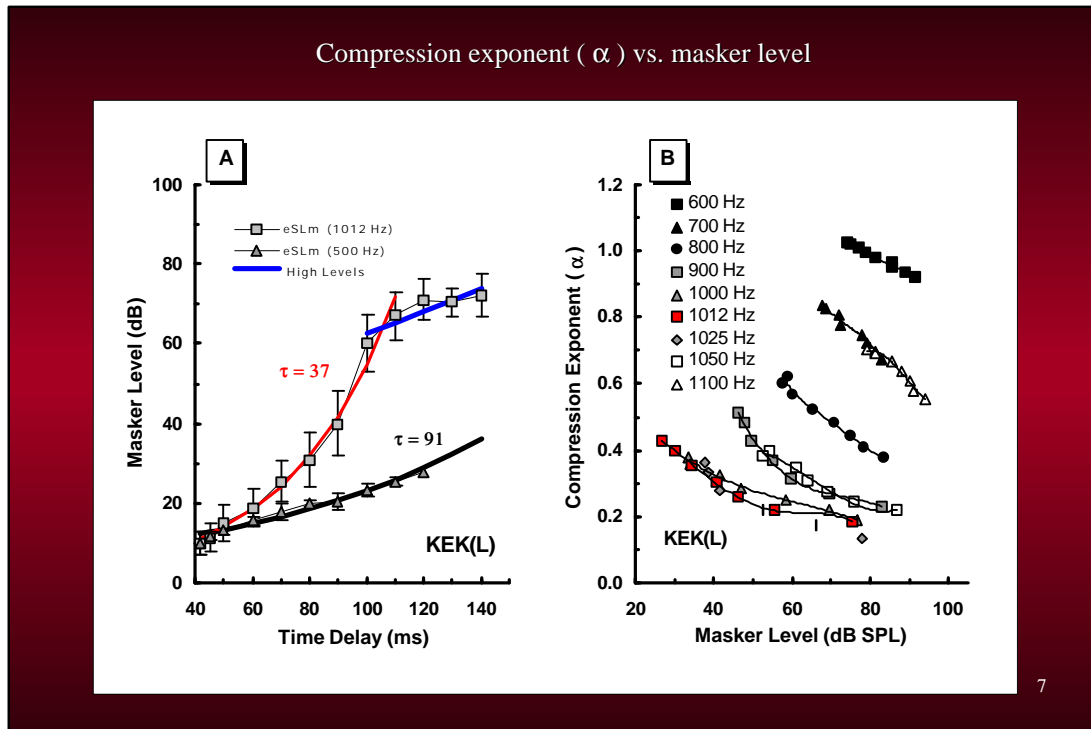 Compression exponent ( α ) vs. masker level
A
100
80
60
40
20
0
Masker Level (dB)
eSLm (1012 Hz)
eSLm (500 Hz)
High Levels
τ = 37
τ = 91
KEK(L)
40 60 80 100 120 140
Time Delay (ms)
B
1.2
1.0
0.8
0.6
0.4
0.2
0.0
Compression Exponent ( α )
600 Hz
700 Hz
800 Hz
900 Hz
1000 Hz
1012 Hz
1025 Hz
1050 Hz
1100 Hz
KEK(L)
20 40 60 80 100
Masker Level (dB SPL)
7